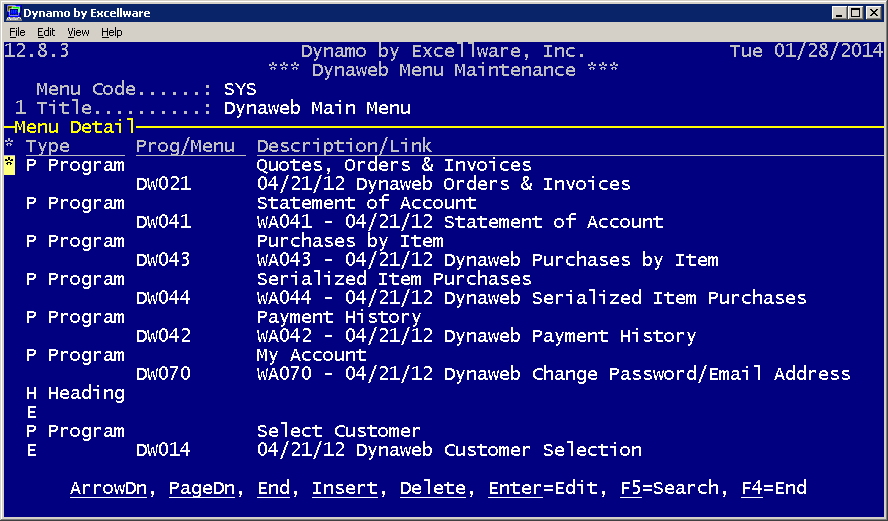 Dynamo by Excellware
File Edit View Help
12.8.3 Dynamo by Excellware, Inc. Tue 01/28/2014
*** Dynaweb Menu Maintenance ***
Menu Code......: SYS
1 Title..........: Dynaweb Main Menu
Menu Detail
* Type Prog/Menu Description/Link
* P Program Quotes, Orders & Invoices
DW021 04/21/12 Dynaweb Orders & Invoices
P Program Statement of Account
DW041 WA041 - 04/21/12 Statement of Account
P Program Purchases by Item
DW043 WA043 - 04/21/12 Dynaweb Purchases by Item
P Program Serialized Item Purchases
DW044 WA044 - 04/21/12 Dynaweb Serialized Item Purchases
P Program Payment History
DW042 WA042 - 04/21/12 Dynaweb Payment History
P Program My Account
DW070 WA070 - 04/21/12 Dynaweb Change Password/Email Address
H Heading
E
P Program Select Customer
E DW014 04/21/12 Dynaweb Customer Selection
ArrowDn, PageDn, End, Insert, Delete, Enter=Edit, F5=Search, F4=End